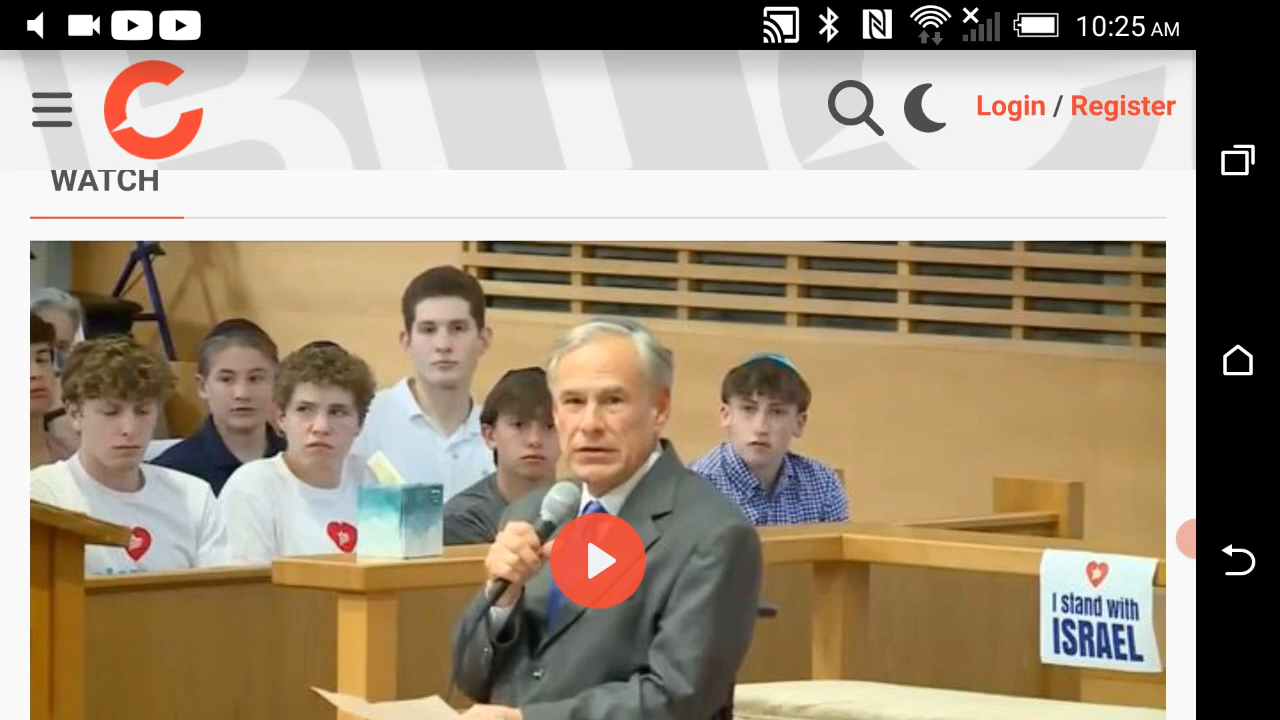 10:25 AM
Login / Register
WATCH
I stand with
ISRAEL